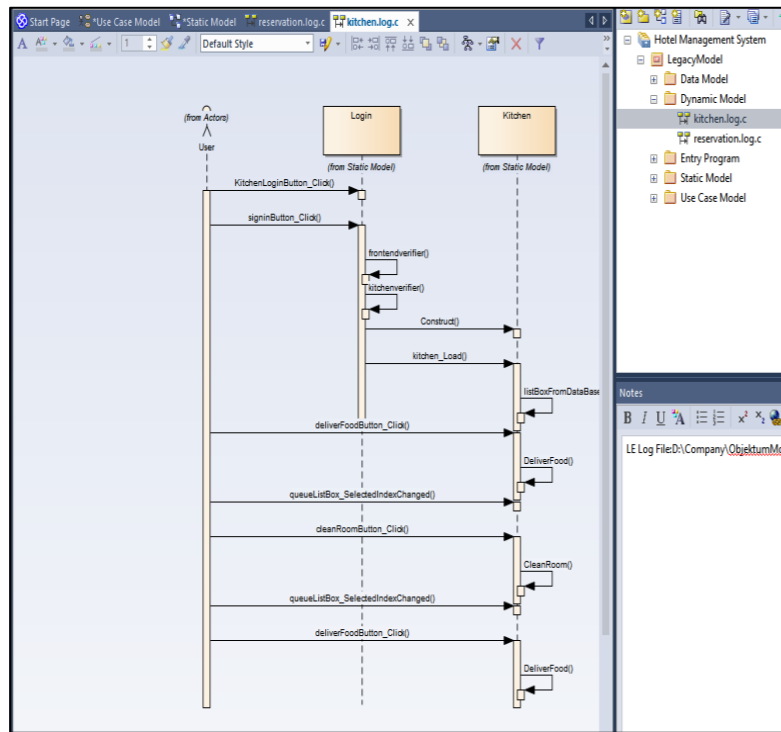 Start Page *Use Case Model *Static Model reservation.log.c kitchen.log.c ×
A 1 Default Style
(from Actors)
User
Login
(from Static Model)
Kitchen
(from Static Model)
KitchenLoginButton_Click()
signinButton_Click()
frontendverifier()
kitchenverifier()
Construct()
kitchen_Load()
listBoxFromDataBase
deliverFoodButton_Click()
DeliverFood()
queueListBox_SelectedIndexChanged()
cleanRoomButton_Click()
CleanRoom()
queueListBox_SelectedIndexChanged()
deliverFoodButton_Click()
DeliverFood()
Hotel Management System
LegacyModel
Data Model
Dynamic Model
kitchen.log.c
reservation.log.c
Entry Program
Static Model
Use Case Model
Notes
B I U A x² x₂
LE Log File:D:\Company\ObjektumMo